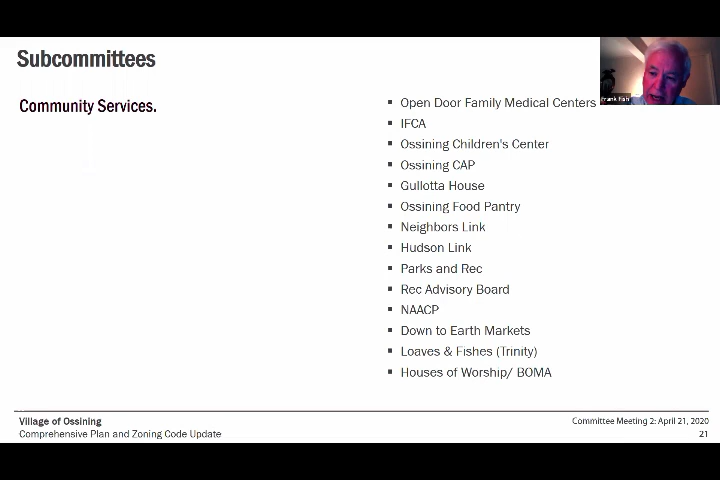 Subcommittees
Community Services.
Open Door Family Medical Centers
IFCA
Ossining Children's Center
Ossining CAP
Gullotta House
Ossining Food Pantry
Neighbors Link
Hudson Link
Parks and Rec
Rec Advisory Board
NAACP
Down to Earth Markets
Loaves & Fishes (Trinity)
Houses of Worship/ BOMA
Frank Fish
Village of Ossining
Comprehensive Plan and Zoning Code Update
Committee Meeting 2: April 21, 2020
21